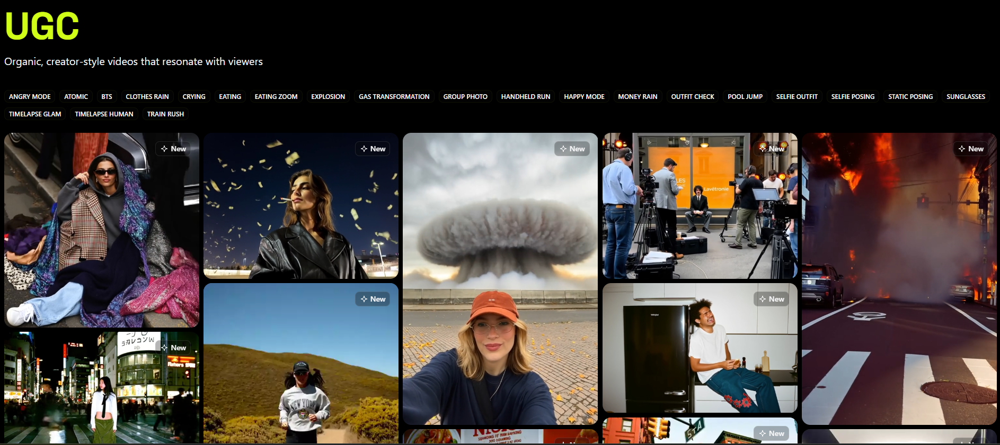 UGC
Organic, creator-style videos that resonate with viewers
ANGRY MODE ATOMIC BTS CLOTHES RAIN CRYING EATING EATING ZOOM EXPLOSION GAS TRANSFORMATION GROUP PHOTO HANDHELD RUN HAPPY MODE MONEY RAIN OUTFIT CHECK POOL JUMP SELFIE OUTFIT SELFIE POSING STATIC POSING SUNGLASSES
TIMELAPSE GLAM TIMELAPSE HUMAN TRAIN RUSH
New
New
New
New
New
LES
Lavétronie
New
New
New
NEW YORK
New
STA